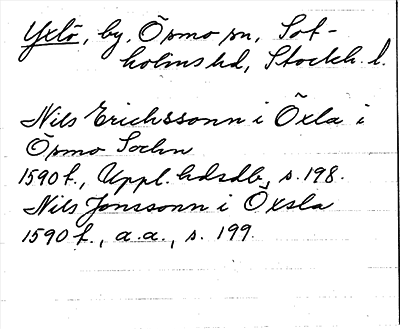 Yxlö, by, Ösmo sn, Sot-
holms hd, Stockh. l.
Nils Erichssonn i Öxla i
Ösmo Sochn
1590 f., Uppl. hdsdb, s. 198.
Nils Jonssonn i Öxsla
1590 f., a.a., s. 199.